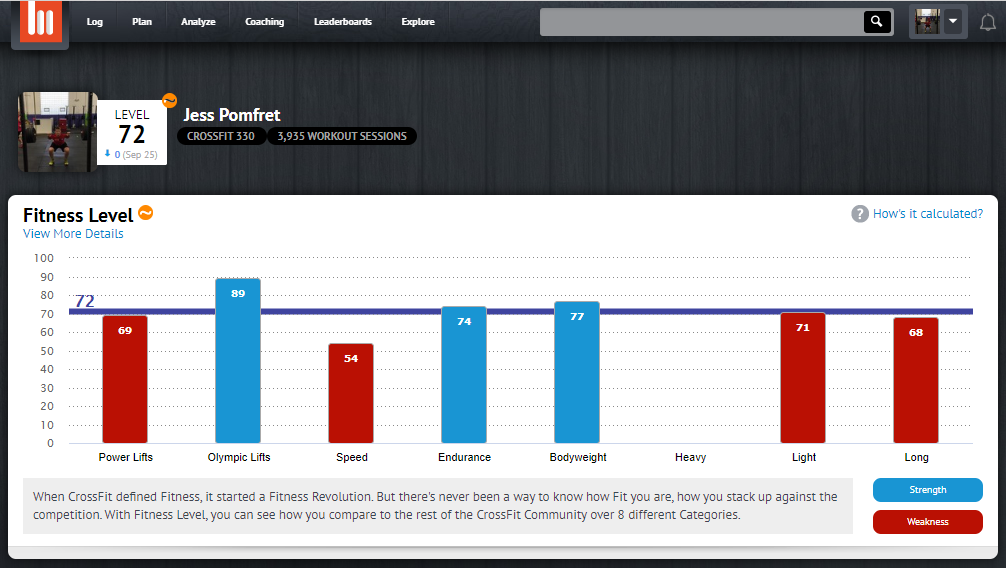 Log Plan Analyze Coaching Leaderboards Explore
LEVEL
72
0 (Sep 25)
Jess Pomfret
CROSSFIT 330 3,935 WORKOUT SESSIONS
Fitness Level
View More Details
? How's it calculated?
100
90
80
70
60
50
40
30
20
10
0
72
69
89
54
74
77
71
68
Power Lifts Olympic Lifts Speed Endurance Bodyweight Heavy Light Long
When CrossFit defined Fitness, it started a Fitness Revolution. But there's never been a way to know how Fit you are, how you stack up against the
competition. With Fitness Level, you can see how you compare to the rest of the CrossFit Community over 8 different Categories.
Strength
Weakness